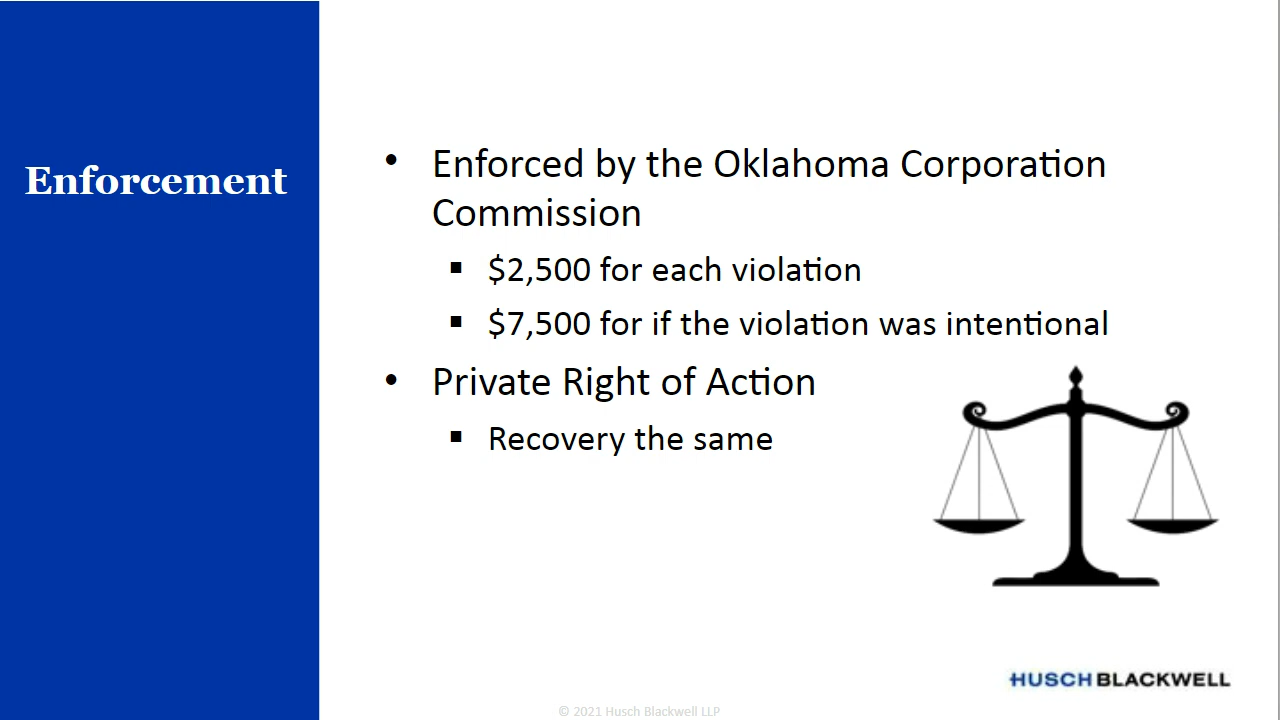 Enforcement
• Enforced by the Oklahoma Corporation
Commission
▪ $2,500 for each violation
▪ $7,500 for if the violation was intentional
• Private Right of Action
▪ Recovery the same
HUSCH BLACKWELL
© 2021 Husch Blackwell LLP